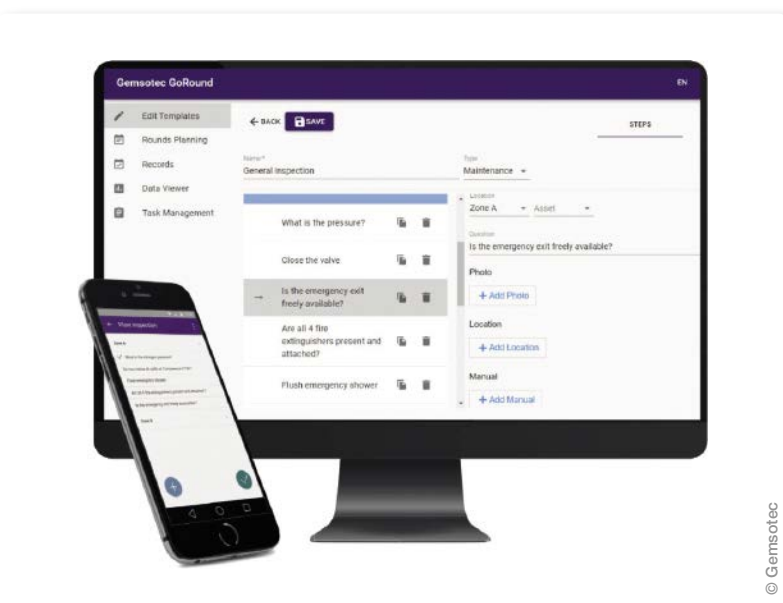 Gemsotec GoRound
EN
Edit Templates
Rounds Planning
Records
Data Viewer
Task Management
BACK
SAVE
STEPS
Name*
General inspection
Type
Maintenance
What is the pressure?
Close the valve
Is the emergency exit
freely available?
Are all 4 fire
extinguishers present and
attached?
Flush emergency shower
Location
Zone A
Asset
Question
Is the emergency exit freely available?
Photo
+ Add Photo
Location
+ Add Location
Manual
+ Add Manual
inspection
© Gemsotec